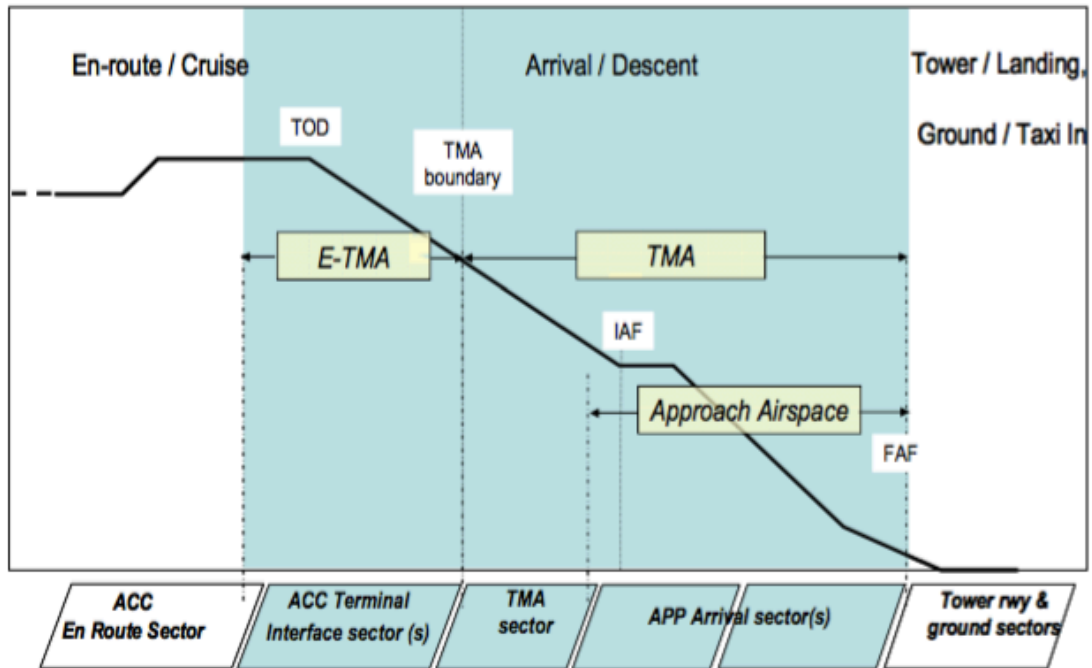 En-route / Cruise
Arrival / Descent
Tower / Landing,
Ground / Taxi In
TOD
TMA
boundary
E-TMA
TMA
IAF
Approach Airspace
FAF
ACC
En Route Sector
ACC Terminal
Interface sector (s)
TMA
sector
APP Arrival sector(s)
Tower rwy &
ground sectors